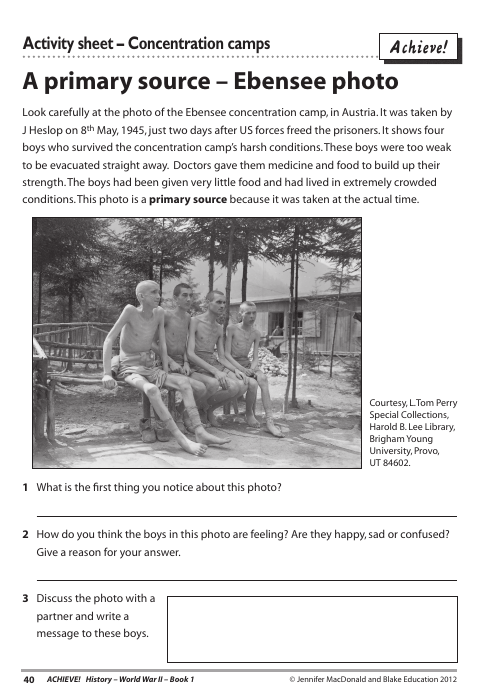 Activity sheet – Concentration camps
Achieve!
A primary source – Ebensee photo
Look carefully at the photo of the Ebensee concentration camp, in Austria. It was taken by
J Heslop on 8th May, 1945, just two days after US forces freed the prisoners. It shows four
boys who survived the concentration camp's harsh conditions. These boys were too weak
to be evacuated straight away. Doctors gave them medicine and food to build up their
strength. The boys had been given very little food and had lived in extremely crowded
conditions. This photo is a primary source because it was taken at the actual time.
Courtesy, L.Tom Perry
Special Collections,
Harold B. Lee Library,
Brigham Young
University, Provo,
UT 84602.
1 What is the first thing you notice about this photo?
2 How do you think the boys in this photo are feeling? Are they happy, sad or confused?
Give a reason for your answer.
3 Discuss the photo with a
partner and write a
message to these boys.
40 ACHIEVE! History – World War II – Book 1
© Jennifer MacDonald and Blake Education 2012